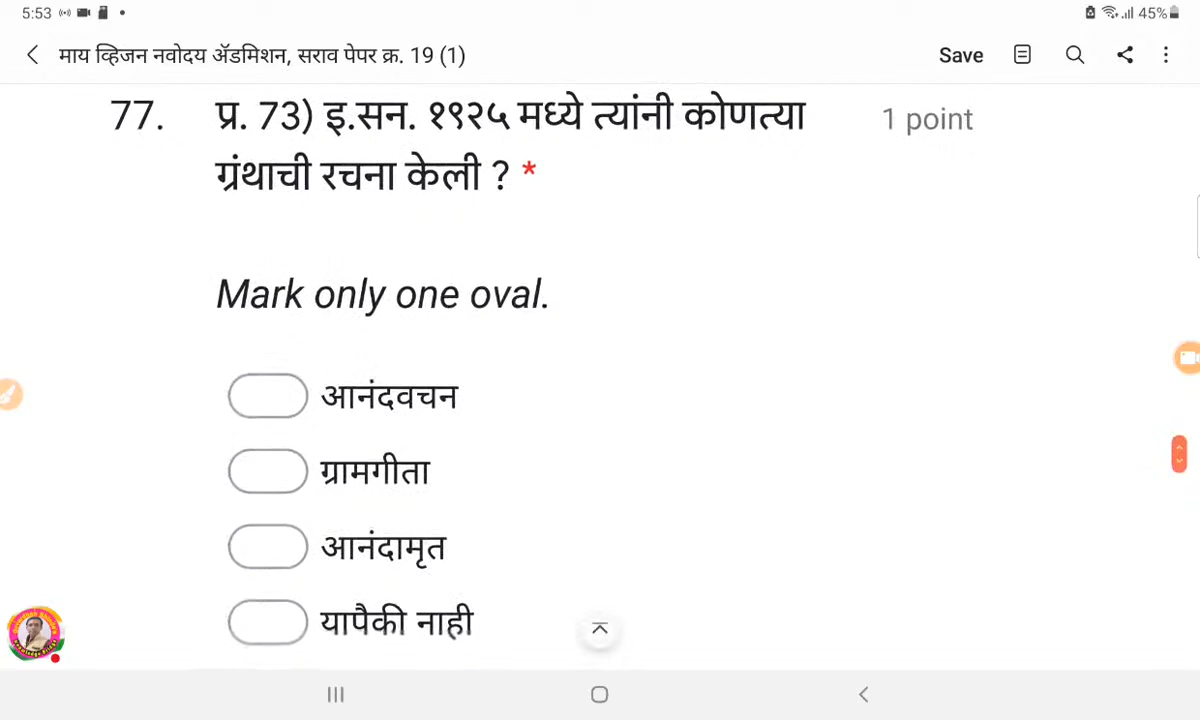 5:53
45%
माय व्हिजन नवोदय ॲडमिशन, सराव पेपर क्र. 19 (1)
Save
77. प्र. 73) इ.सन. १९२५ मध्ये त्यांनी कोणत्या 1 point
ग्रंथाची रचना केली ? *
Mark only one oval.
आनंदवचन
ग्रामगीता
आनंदामृत
यापैकी नाही